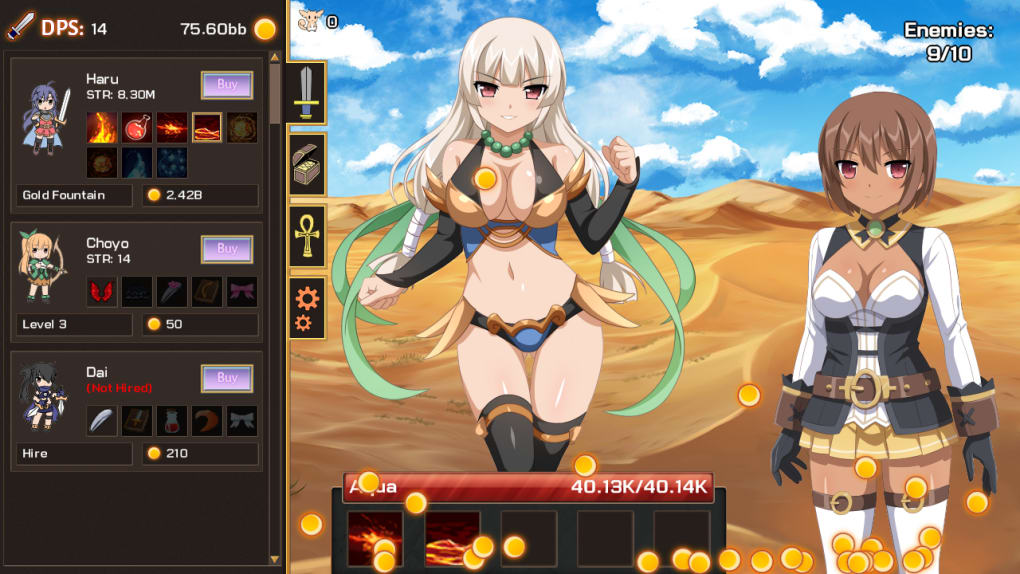 DPS: 14
75.60bb
0
Enemies:
9/10
Haru
STR: 8.30M
Buy
Gold Fountain
2.42B
Choyo
STR: 14
Buy
Level 3
50
Dai
(Not Hired)
Buy
Hire
210
40.13K/40.14K